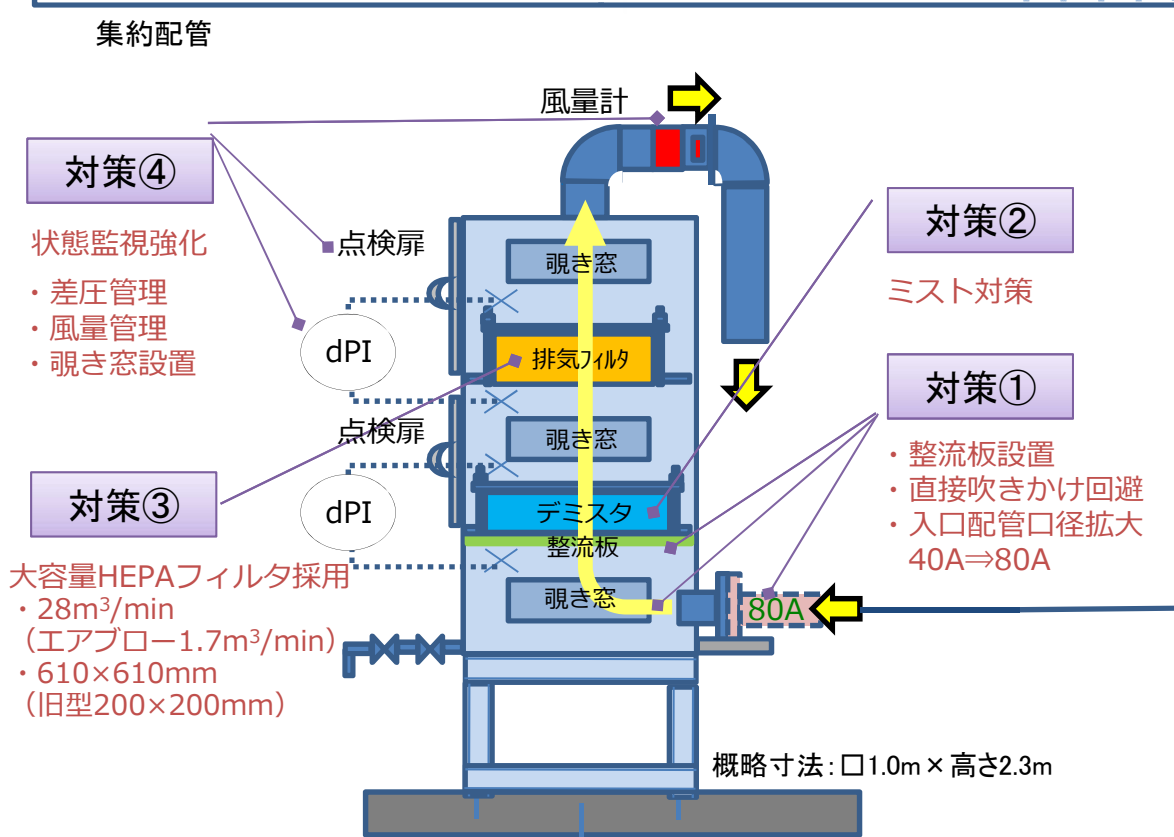 集約配管
風量計
対策④
状態監視強化
・差圧管理
・風量管理
・覗き窓設置
点検扉
dPI
点検扉
dPI
覗き窓
排気フィルタ
覗き窓
デミスタ
整流板
覗き窓
80A
対策②
ミスト対策
対策①
・整流板設置
・直接吹きかけ回避
・入口配管口径拡大
40A⇒80A
対策③
大容量HEPAフィルタ採用
・28m³/min
（エアブロー1.7m³/min）
・610×610mm
（旧型200×200mm）
概略寸法：口1.0m×高さ2.3m